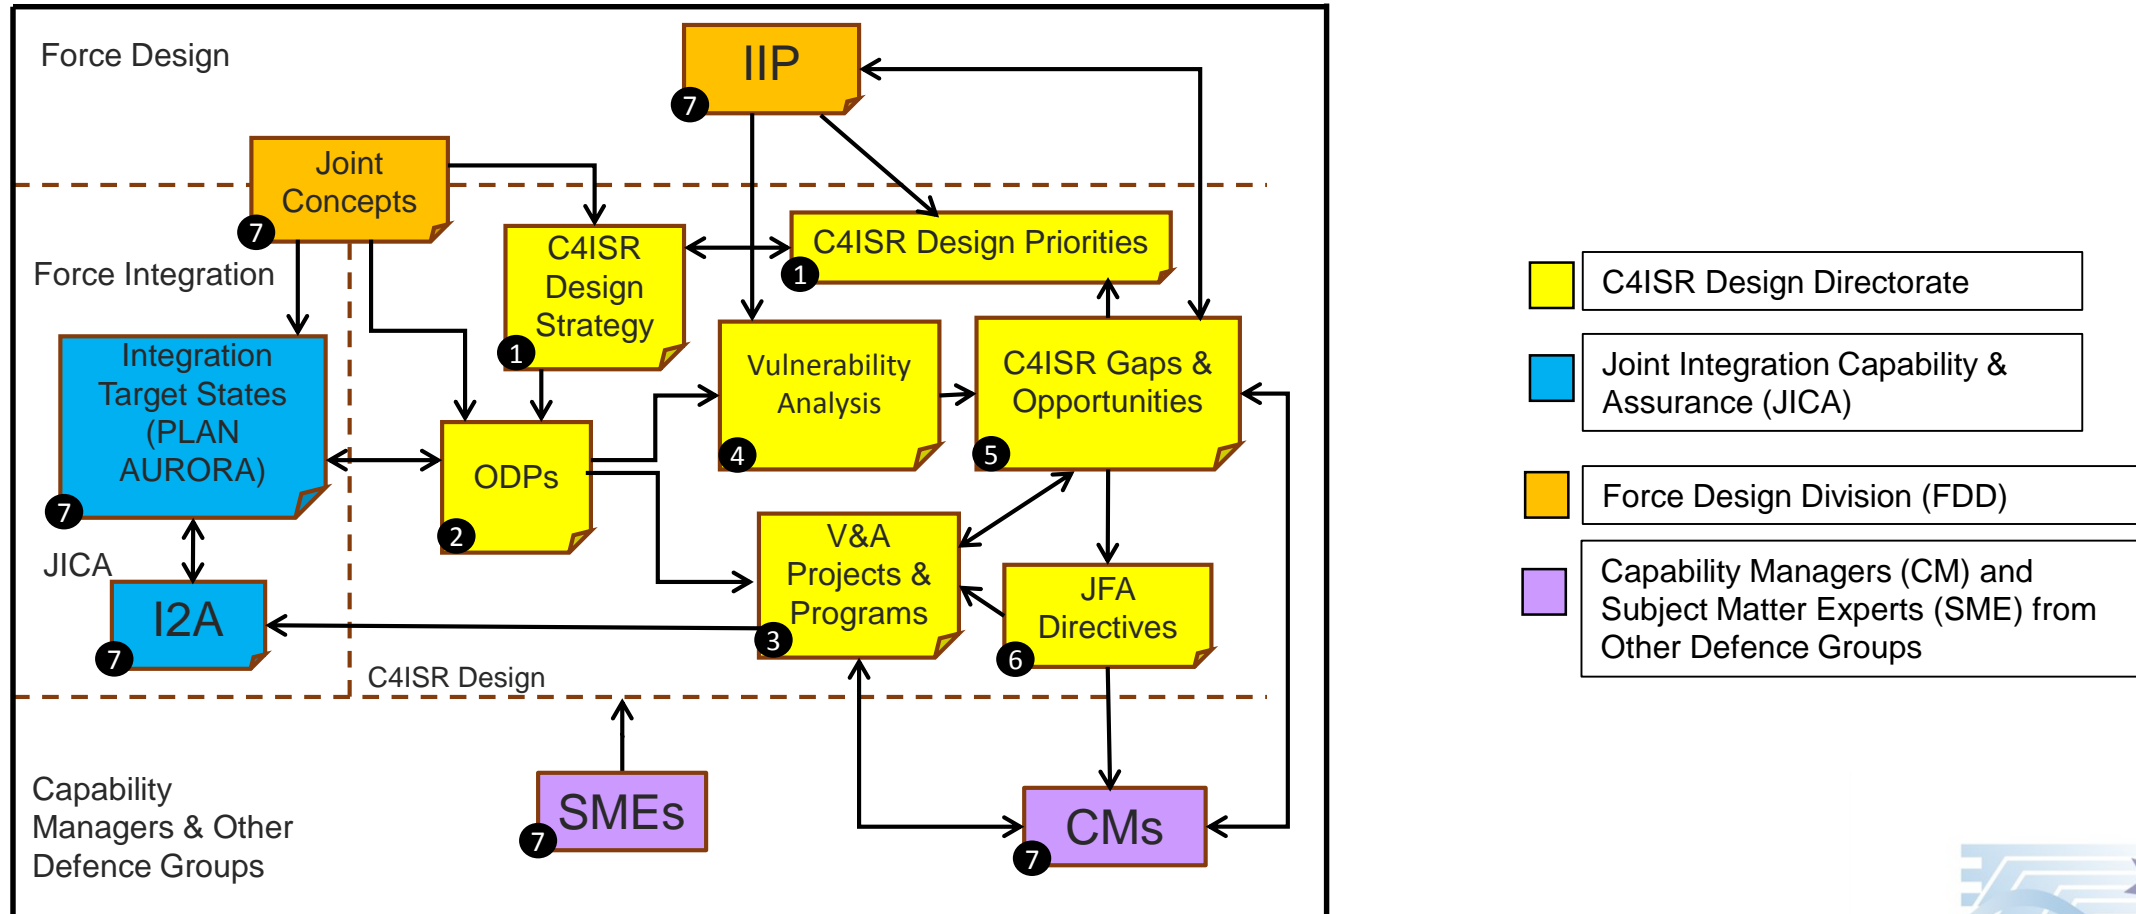 Force Design
IIP
7
Joint
Concepts
7
C4ISR
Design
Strategy
1
C4ISR Design Priorities
1
Force Integration
Integration
Target States
(PLAN
AURORA)
7
ODPs
2
Vulnerability
Analysis
4
C4ISR Gaps &
Opportunities
5
V&A
Projects &
Programs
3
JFA
Directives
6
JICA
I2A
7
C4ISR Design
SMEs
7
CMs
7
Capability
Managers & Other
Defence Groups
C4ISR Design Directorate
Joint Integration Capability &
Assurance (JICA)
Force Design Division (FDD)
Capability Managers (CM) and
Subject Matter Experts (SME) from
Other Defence Groups